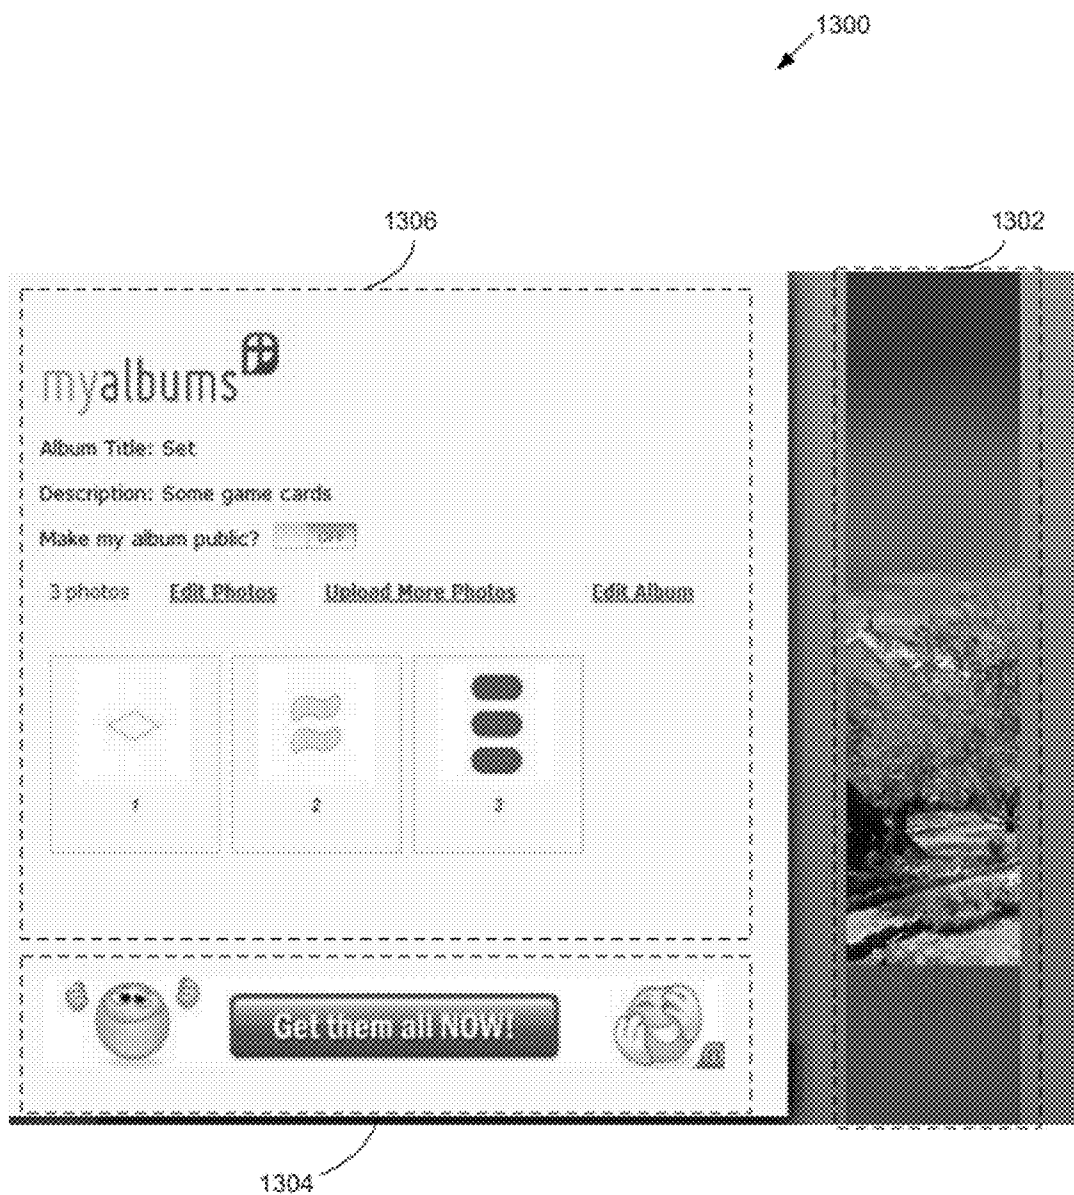 1300
1306
1302
myalbums
Album Title: Set
Description: Some game cards
Make my album public?
3 photos Edit Photos Upload More Photos Edit Album
1 2 3
Get them all NOW!
1304